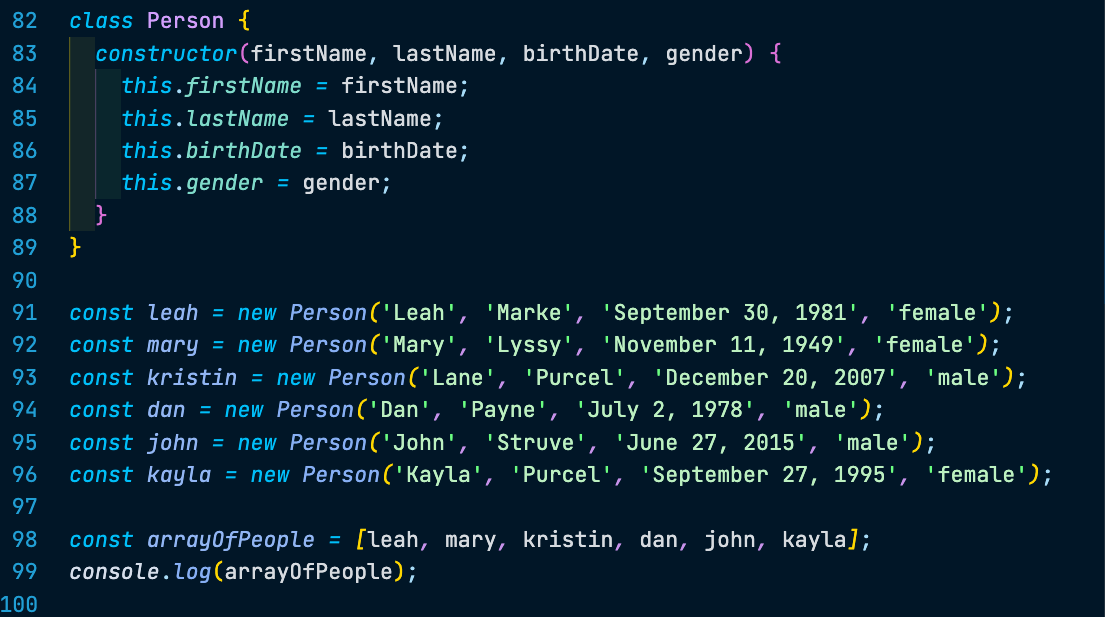 82 class Person {
83 constructor(firstName, lastName, birthDate, gender) {
84 this.firstName = firstName;
85 this.lastName = lastName;
86 this.birthDate = birthDate;
87 this.gender = gender;
88 }
89 }
90
91 const leah = new Person('Leah', 'Marke', 'September 30, 1981', 'female');
92 const mary = new Person('Mary', 'Lyssy', 'November 11, 1949', 'female');
93 const kristin = new Person('Lane', 'Purcel', 'December 20, 2007', 'male');
94 const dan = new Person('Dan', 'Payne', 'July 2, 1978', 'male');
95 const john = new Person('John', 'Struve', 'June 27, 2015', 'male');
96 const kayla = new Person('Kayla', 'Purcel', 'September 27, 1995', 'female');
97
98 const arrayOfPeople = [leah, mary, kristin, dan, john, kayla];
99 console.log(arrayOfPeople);
100